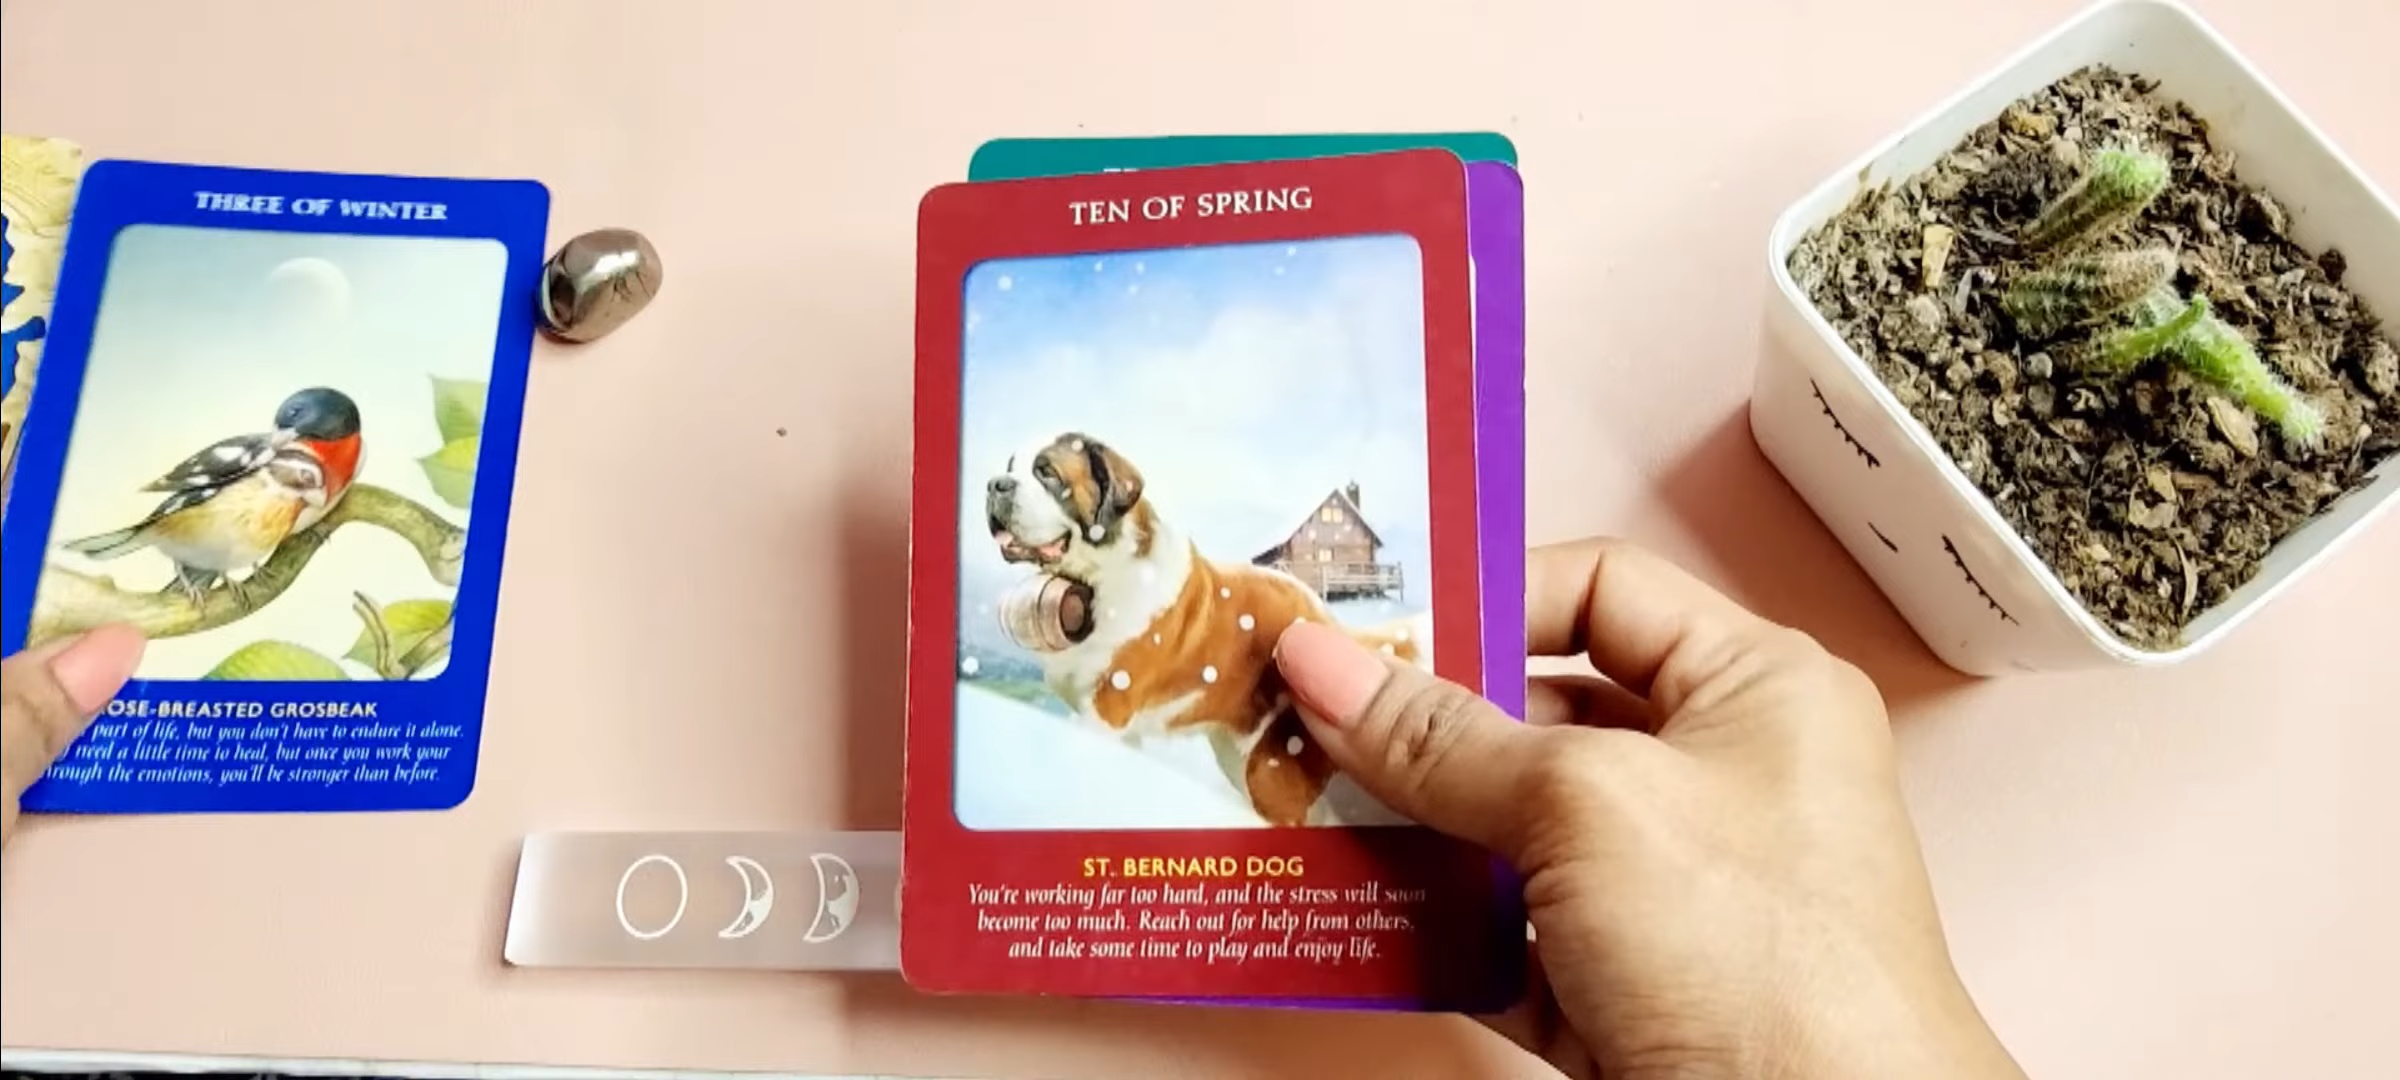 THREE OF WINTER
OSE-BREASTED GROSBEAK
part of life, but you don't have to endure it alone.
need a little time to heal, but once you work your
rough the emotions, you'll be stronger than before.
TEN OF SPRING
ST. BERNARD DOG
You're working far too hard, and the stress will soon
become too much. Reach out for help from others,
and take some time to play and enjoy life.